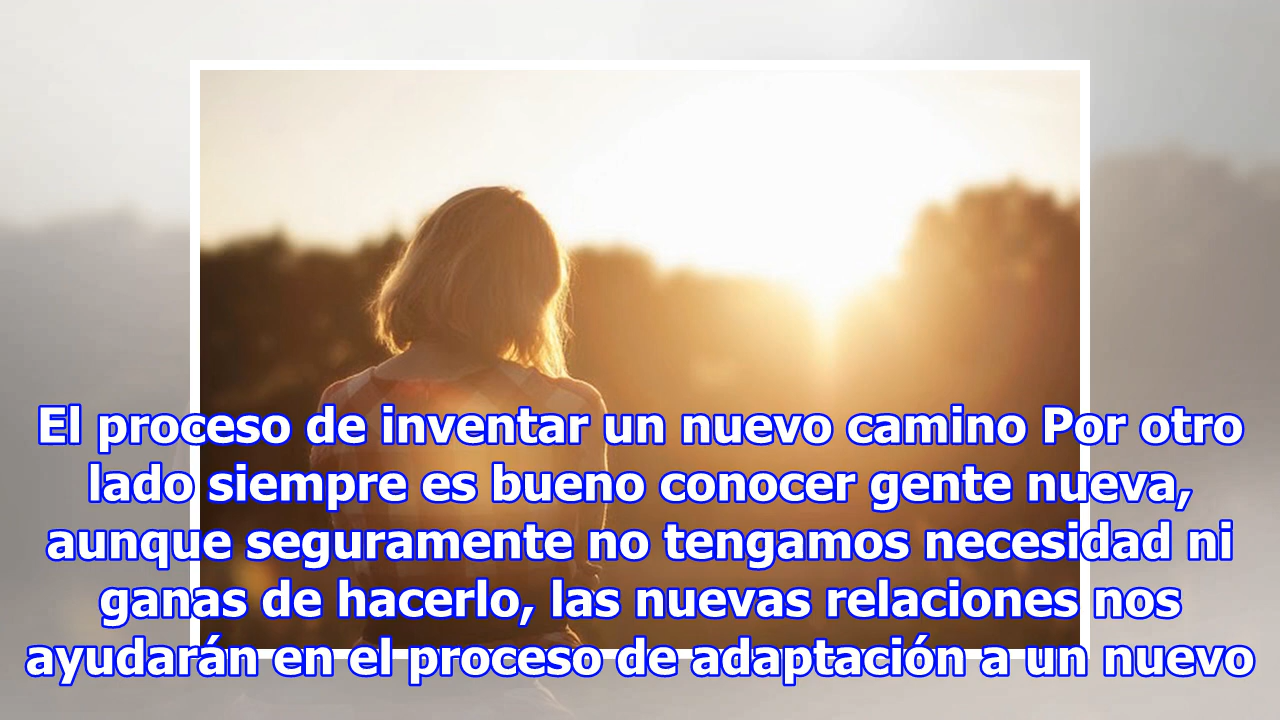 El proceso de inventar un nuevo camino Por otro
lado siempre es bueno conocer gente nueva,
aunque seguramente no tengamos necesidad ni
ganas de hacerlo, las nuevas relaciones nos
ayudarán en el proceso de adaptación a un nuevo